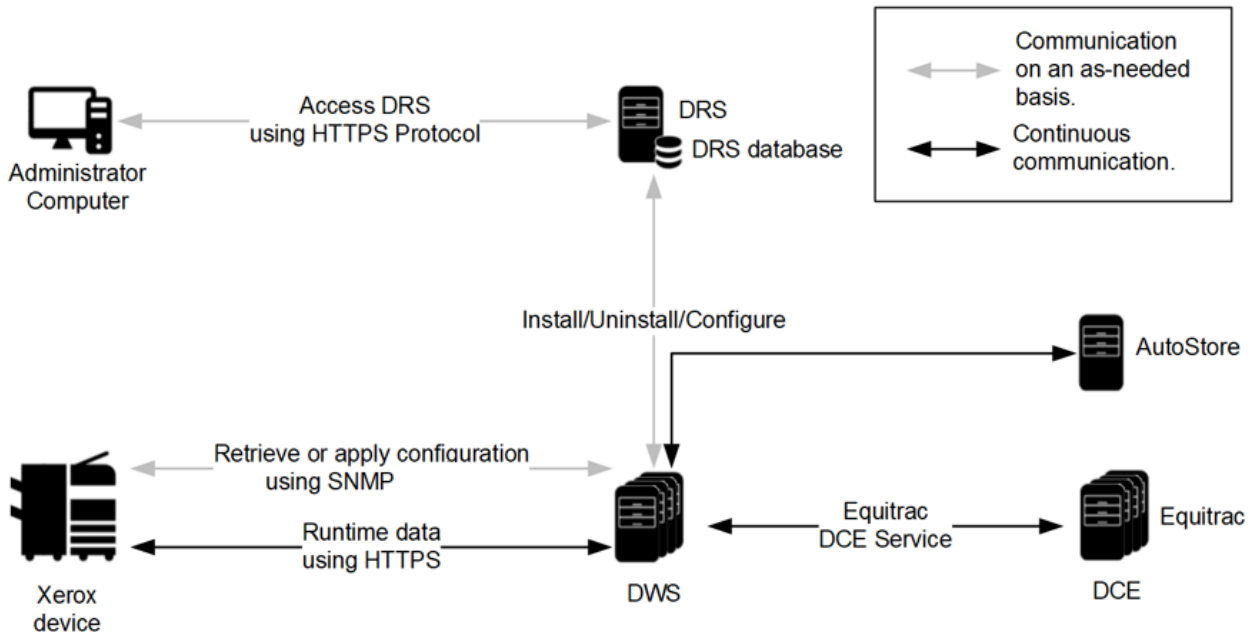 Communication
on an as-needed
basis.
Continuous
communication.
Access DRS
using HTTPS Protocol
DRS
DRS database
Administrator
Computer
Install/Uninstall/Configure
AutoStore
Retrieve or apply configuration
using SNMP
Runtime data
using HTTPS
Equitrac
DCE Service
Equitrac
Xerox
device
DWS
DCE